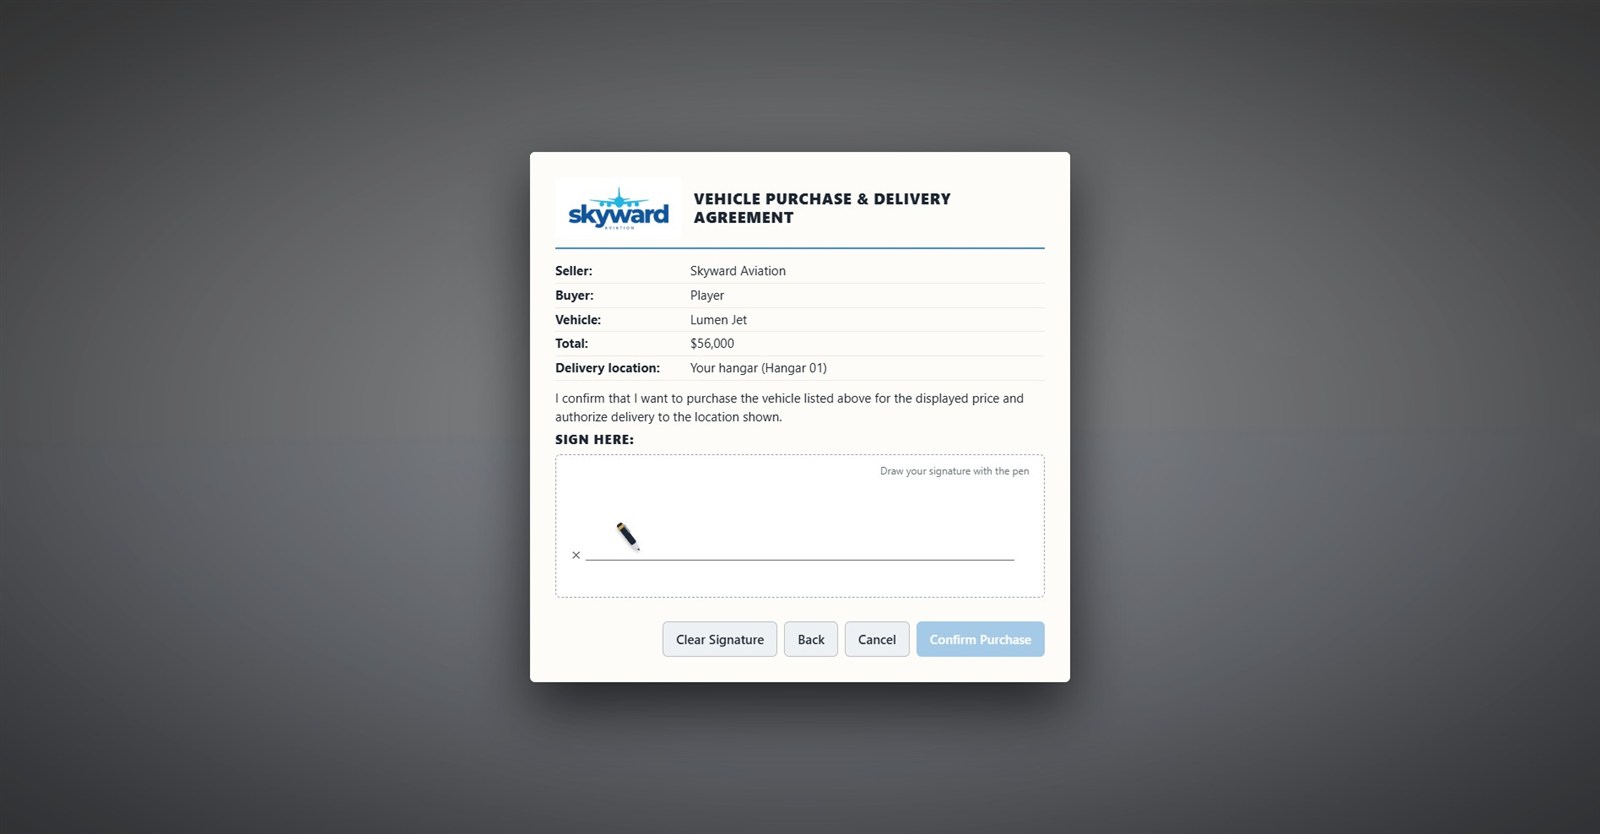 skyward
AVIATION
VEHICLE PURCHASE & DELIVERY
AGREEMENT
Seller: Skyward Aviation
Buyer: Player
Vehicle: Lumen Jet
Total: $56,000
Delivery location: Your hangar (Hangar 01)
I confirm that I want to purchase the vehicle listed above for the displayed price and
authorize delivery to the location shown.
SIGN HERE:
Draw your signature with the pen
×
Clear Signature Back Cancel Confirm Purchase